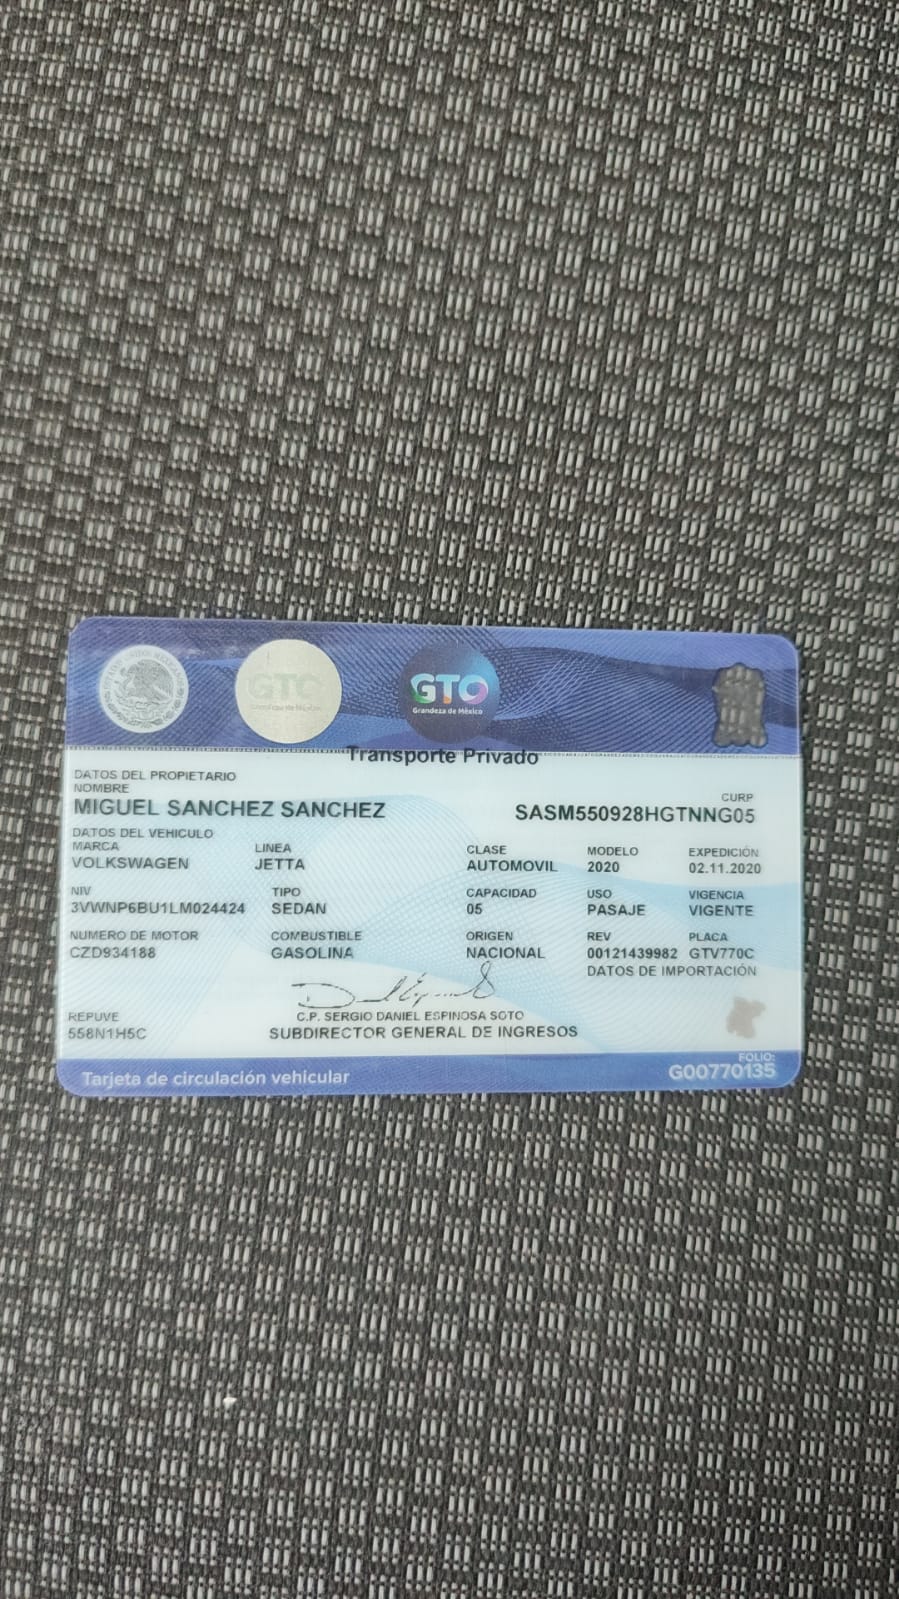 GTO
Grandeza de México
GTO
Grandeza de México
Transporte Privado
DATOS DEL PROPIETARIO
NOMBRE CURP
MIGUEL SANCHEZ SANCHEZ SASM550928HGTNNG05
DATOS DEL VEHICULO
MARCA LINEA CLASE MODELO EXPEDICIÓN
VOLKSWAGEN JETTA AUTOMOVIL 2020 02.11.2020
NIV TIPO CAPACIDAD USO VIGENCIA
3VWNP6BU1LM024424 SEDAN 05 PASAJE VIGENTE
NUMERO DE MOTOR COMBUSTIBLE ORIGEN REV PLACA
CZD934188 GASOLINA NACIONAL 00121439982 GTV770C
DATOS DE IMPORTACIÓN
REPUVE C.P. SERGIO DANIEL ESPINOSA SOTO
558N1H5C SUBDIRECTOR GENERAL DE INGRESOS
FOLIO:
Tarjeta de circulación vehicular G00770135